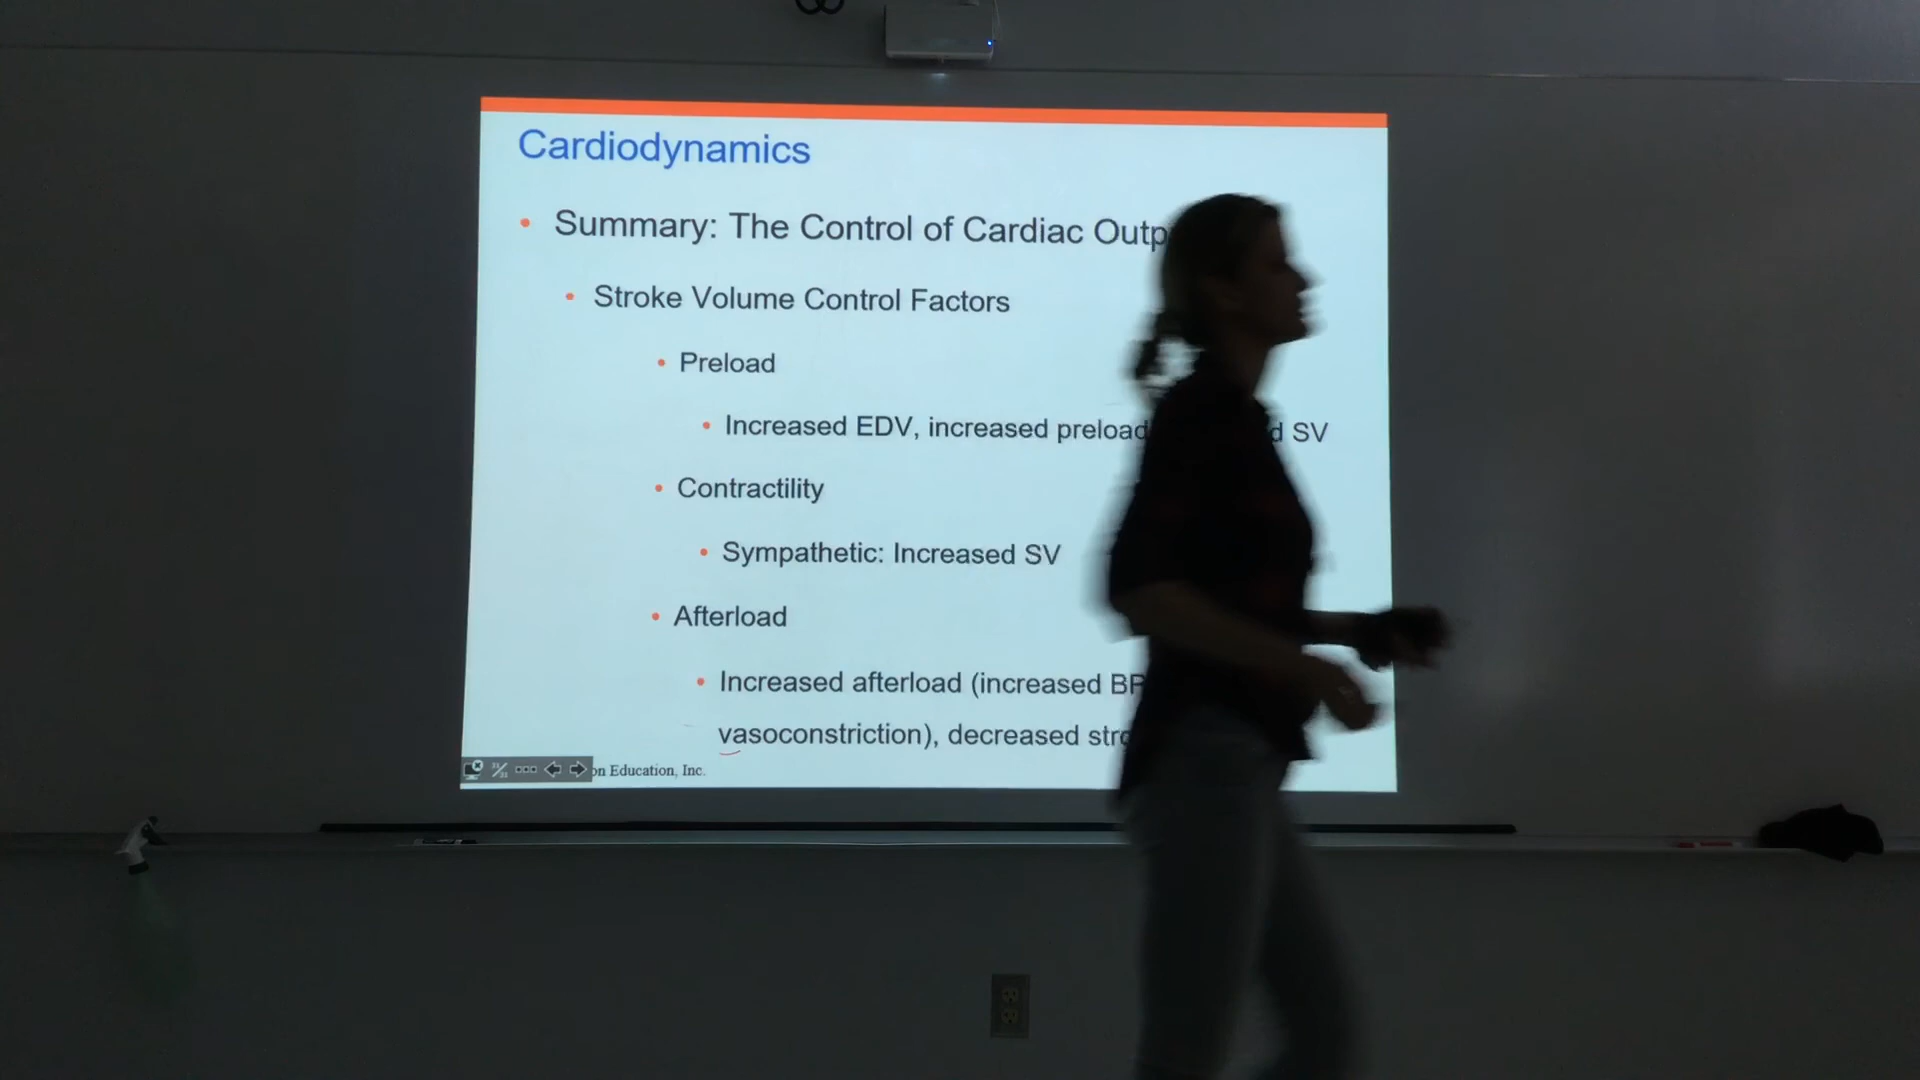 Cardiodynamics
Summary: The Control of Cardiac Outp
Stroke Volume Control Factors
Preload
Increased EDV, increased preload d SV
Contractility
Sympathetic: Increased SV
Afterload
Increased afterload (increased BP
vasoconstriction), decreased stro
on Education, Inc.